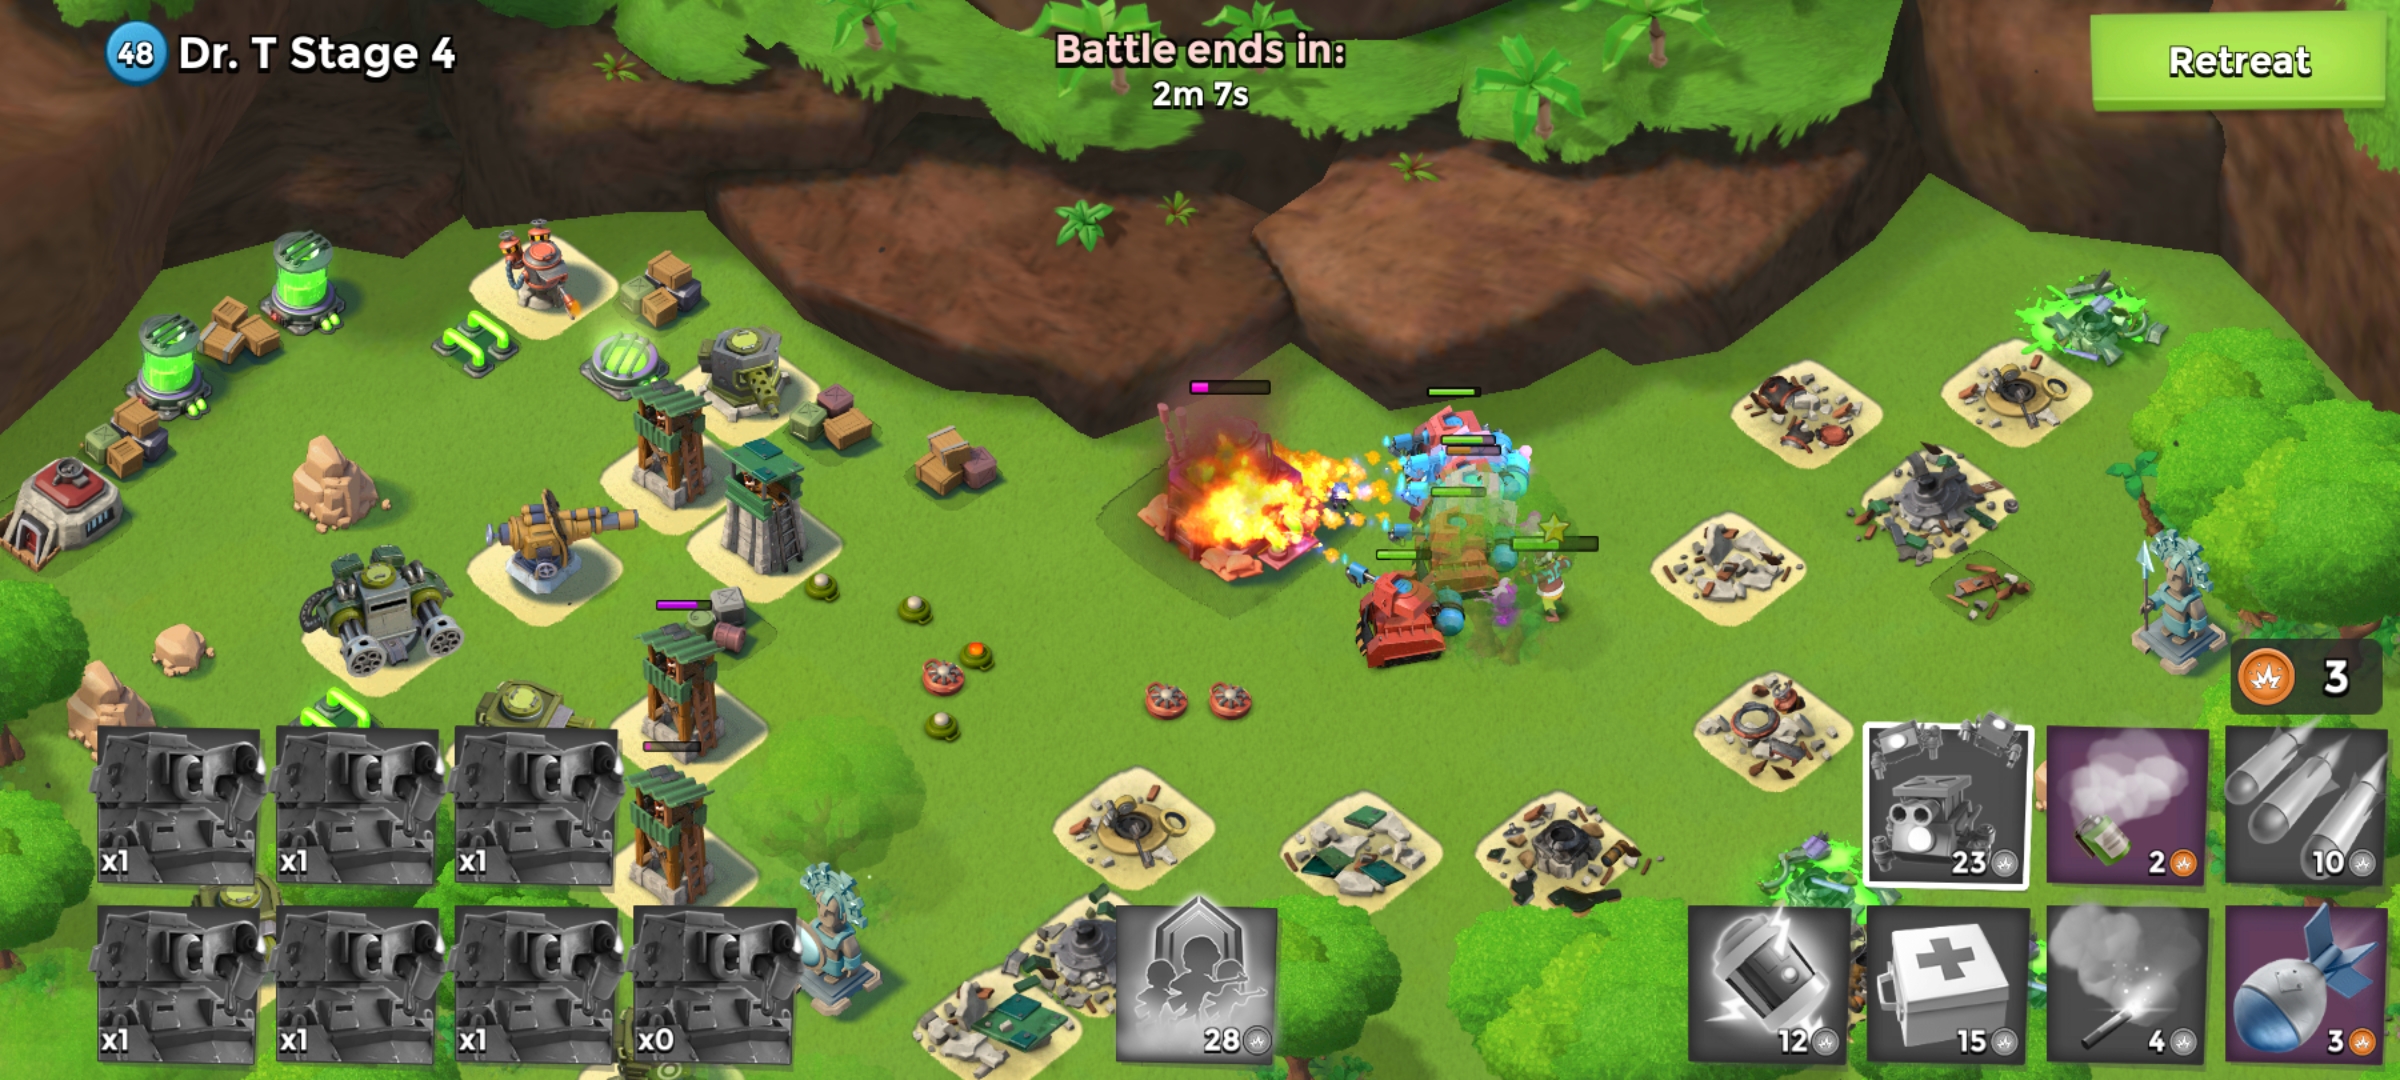 48 Dr. T Stage 4
Battle ends in:
2m 7s
Retreat
3
x1
x1
x1
23
2
10
x1
x1
x1
x0
28
12
15
4
3